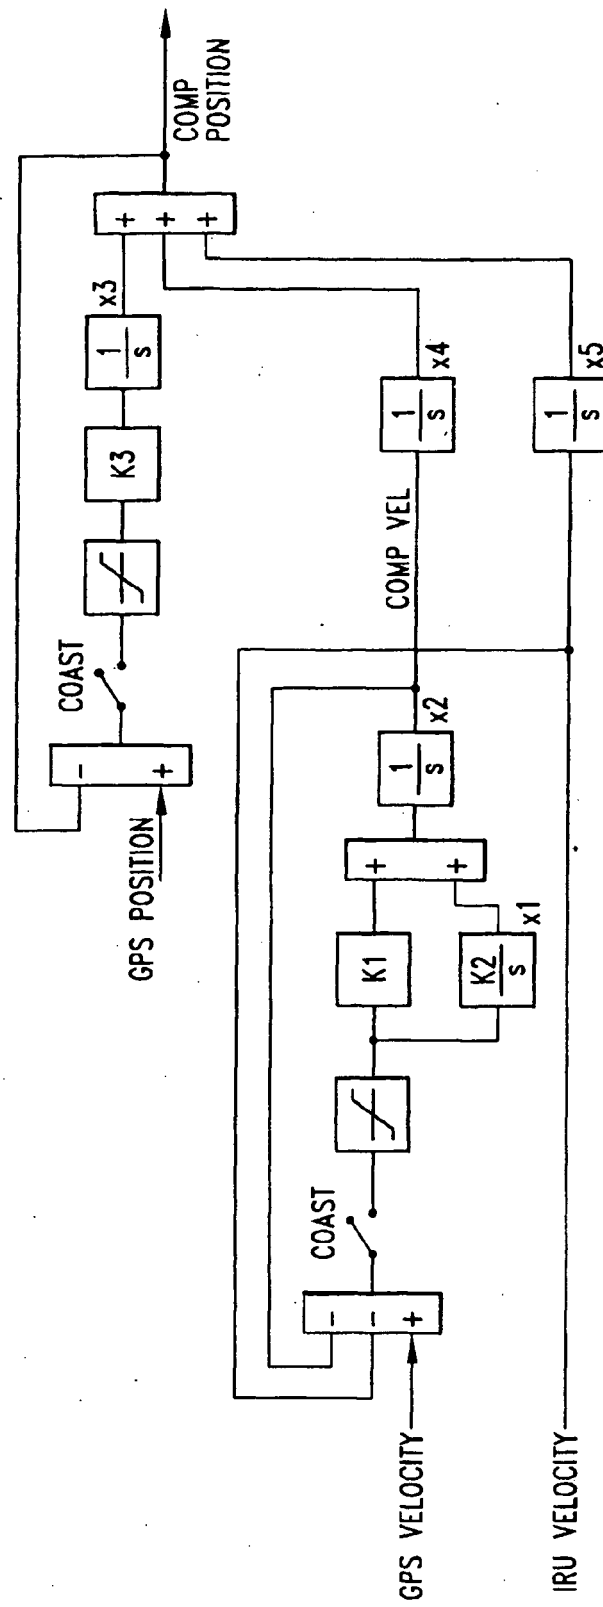 COMP
POSITION
+
+
+
x3
1
s
K3
COAST
-
+
GPS POSITION
x4
1
s
COMP VEL
x2
1
s
+
+
K1
K2
s
x1
COAST
-
-
+
GPS VELOCITY
x5
1
s
IRU VELOCITY